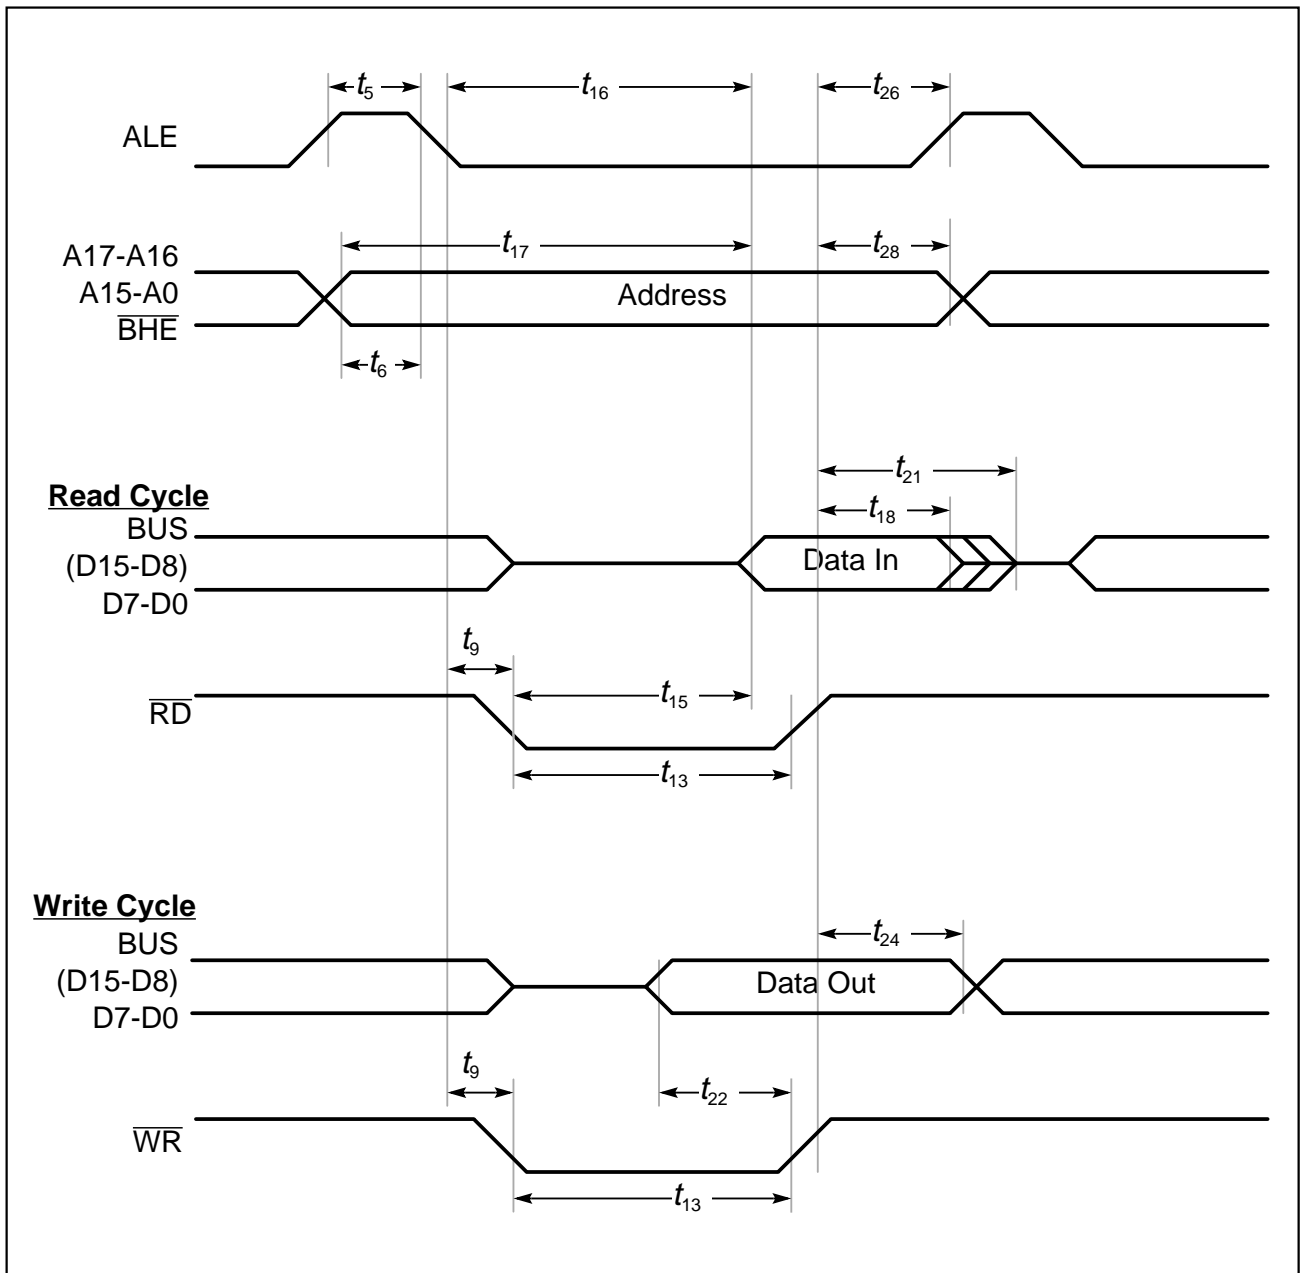 t5
t16
t26
ALE
A17-A16
t17
t28
A15-A0
Address
BHE
t6
t21
Read Cycle
t18
BUS
(D15-D8)
Data In
D7-D0
t9
RD
t15
t13
Write Cycle
BUS
t24
(D15-D8)
Data Out
D7-D0
t9
t22
WR
t13